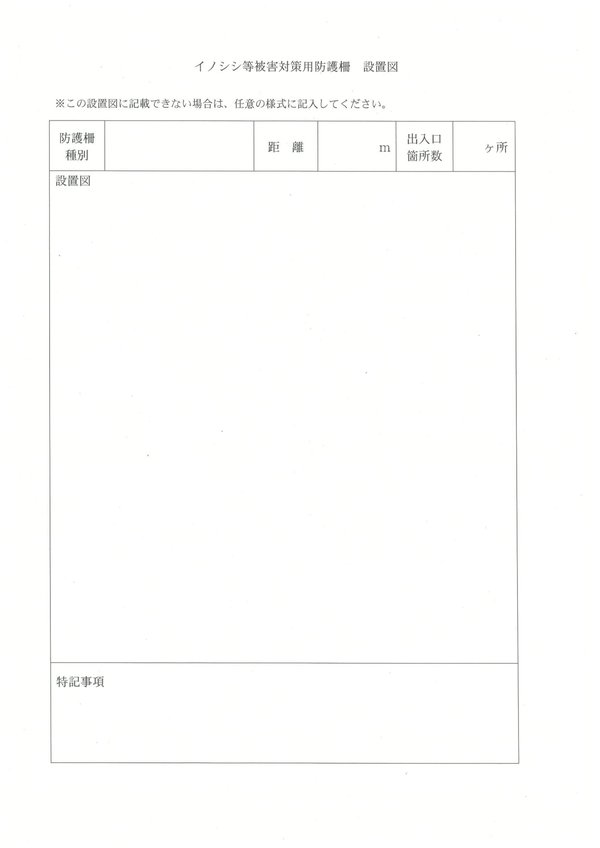 イノシシ等被害対策用防護柵　設置図
※この設置図に記載できない場合は、任意の様式に記入してください。
防護柵
種別
距　離
m
出入口
箇所数
ヶ所
設置図
特記事項